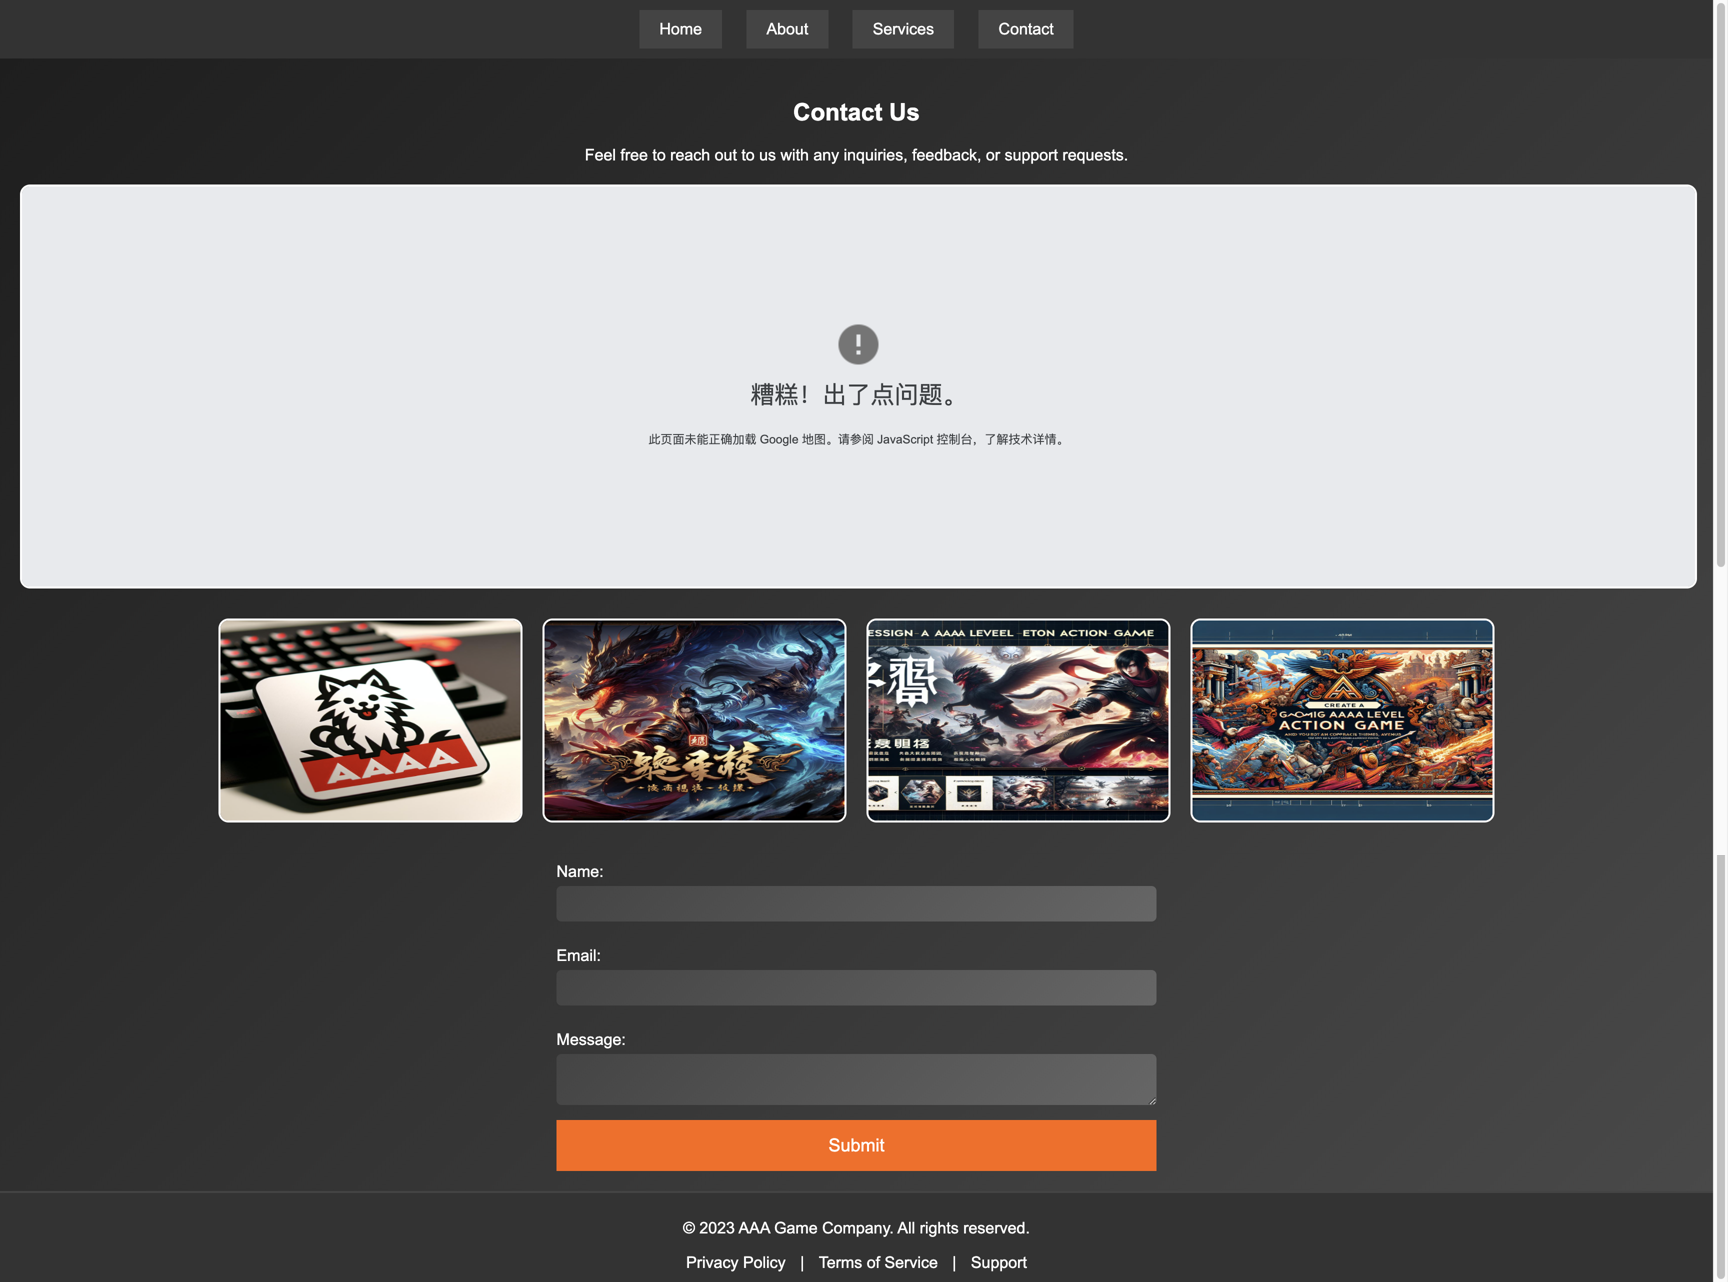 Home
About
Services
Contact
Contact Us
Feel free to reach out to us with any inquiries, feedback, or support requests.
糟糕！出了点问题。
此页面未能正确加载 Google 地图。请参阅 JavaScript 控制台，了解技术详情。
AAAA
ESSIGN A AAAA LEVEEL ETON ACTION GAME
CREATE A
AAAA LEVEL
ACTION GAME
Name:
Email:
Message:
Submit
© 2023 AAA Game Company. All rights reserved.
Privacy Policy | Terms of Service | Support